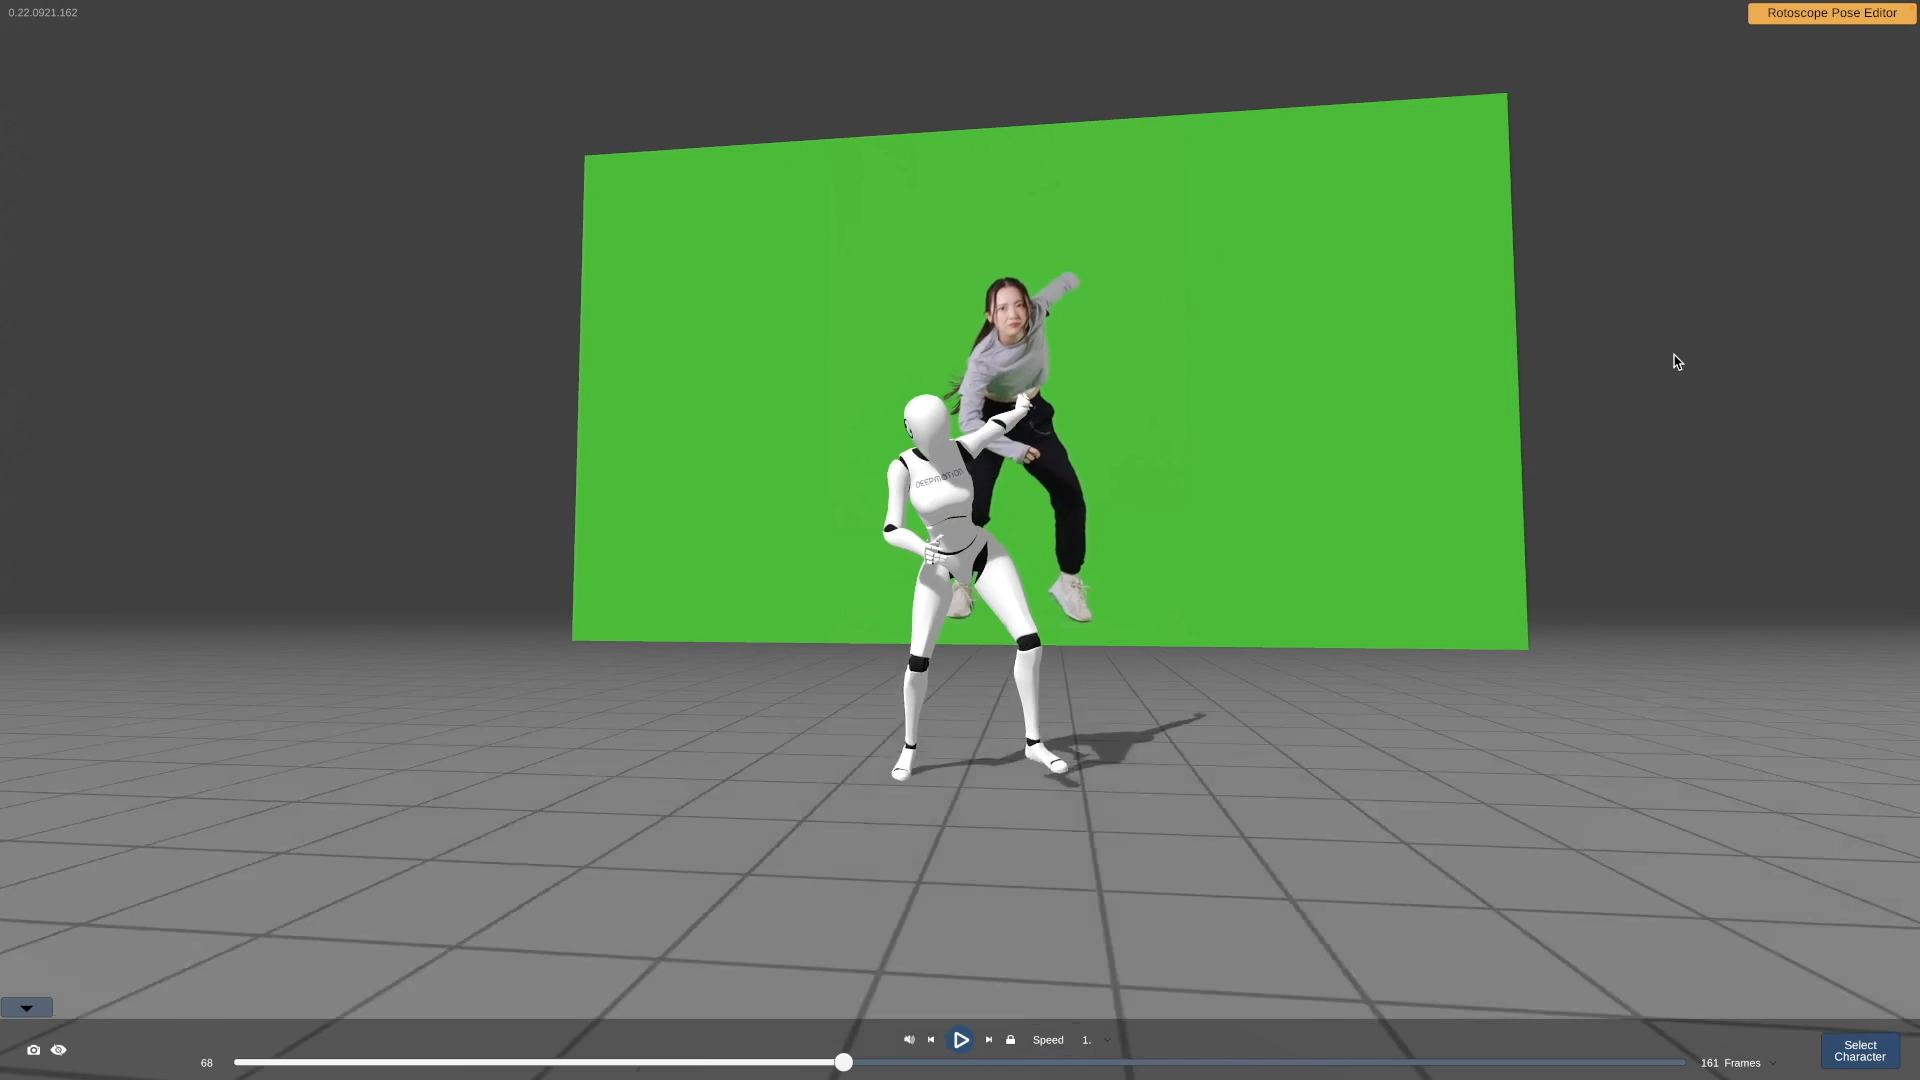 0.22.0921.162
Rotoscope Pose Editor
DEEPMOTION
Speed 1.
68
161 Frames
Select
Character